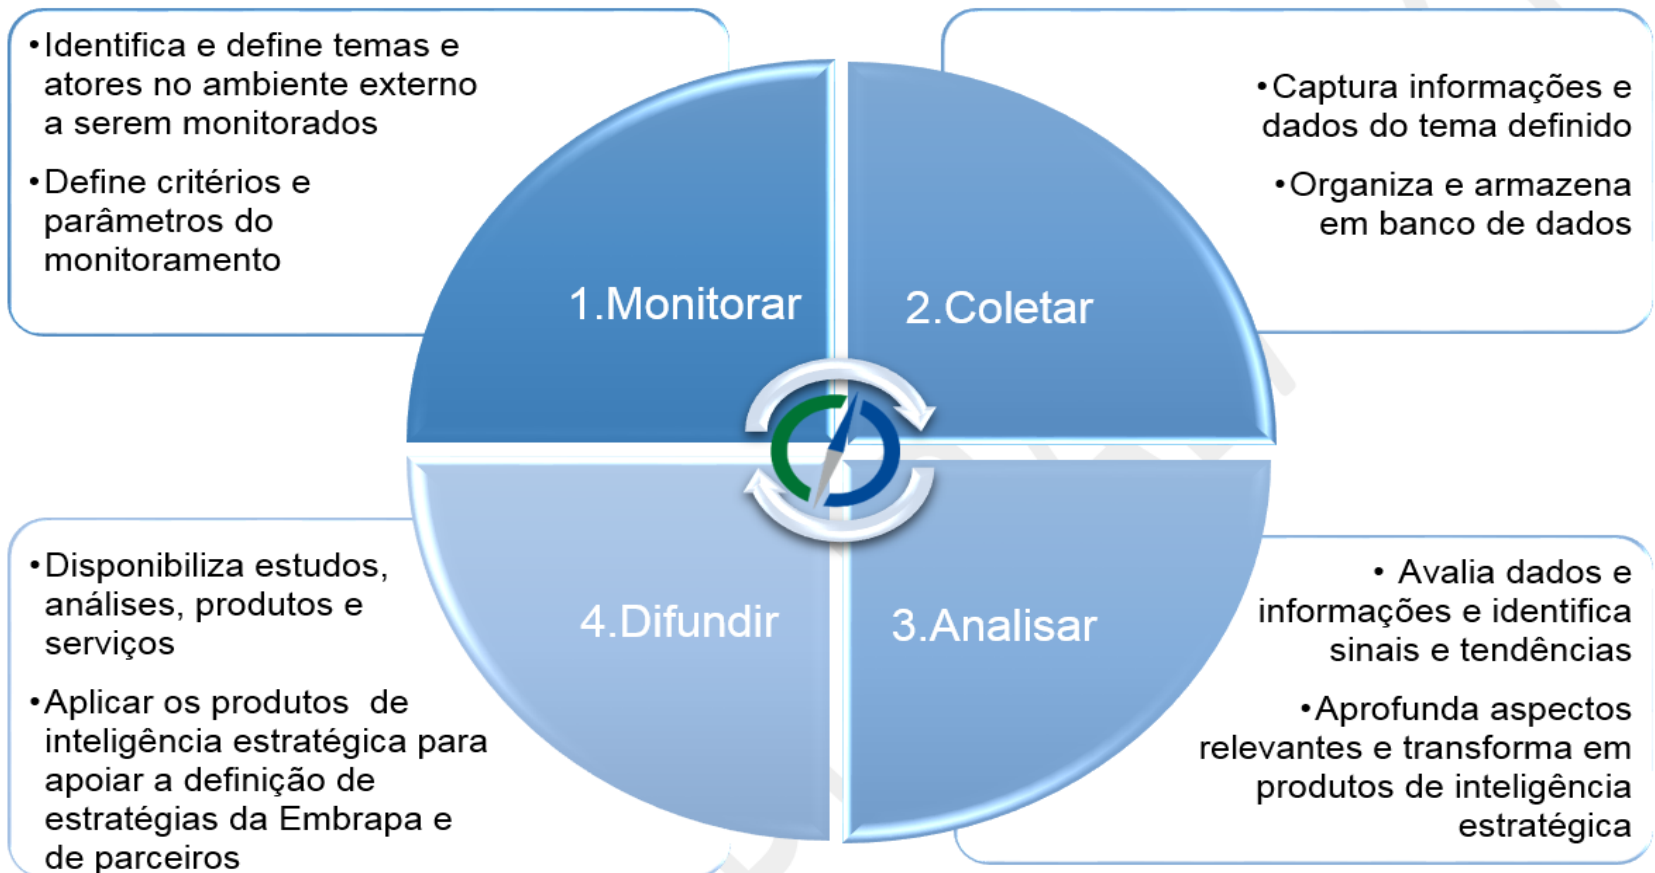 •Identifica e define temas e
atores no ambiente externo
a serem monitorados
•Define critérios e
parâmetros do
monitoramento
1.Monitorar
•Captura informações e
dados do tema definido
•Organiza e armazena
em banco de dados
2.Coletar
•Disponibiliza estudos,
análises, produtos e
serviços
•Aplicar os produtos de
inteligência estratégica para
apoiar a definição de
estratégias da Embrapa e
de parceiros
4.Difundir
3.Analisar
• Avalia dados e
informações e identifica
sinais e tendências
•Aprofunda aspectos
relevantes e transforma em
produtos de inteligência
estratégica